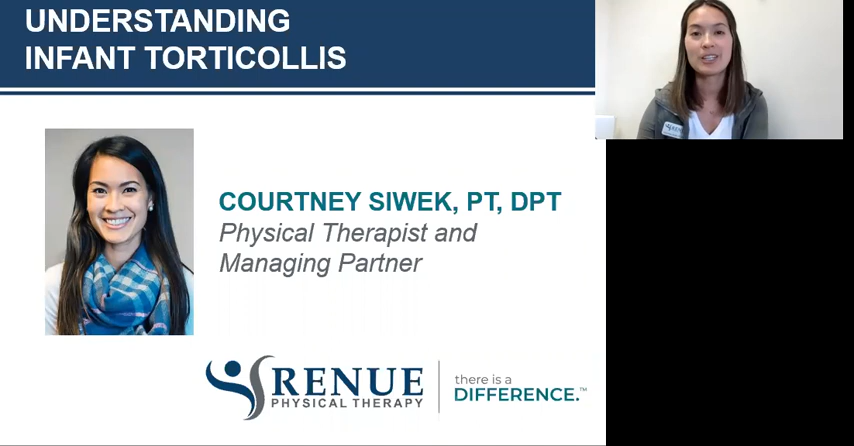 UNDERSTANDING
INFANT TORTICOLLIS
COURTNEY SIWEK, PT, DPT
Physical Therapist and
Managing Partner
RENUE
PHYSICAL THERAPY
there is a
DIFFERENCE.™